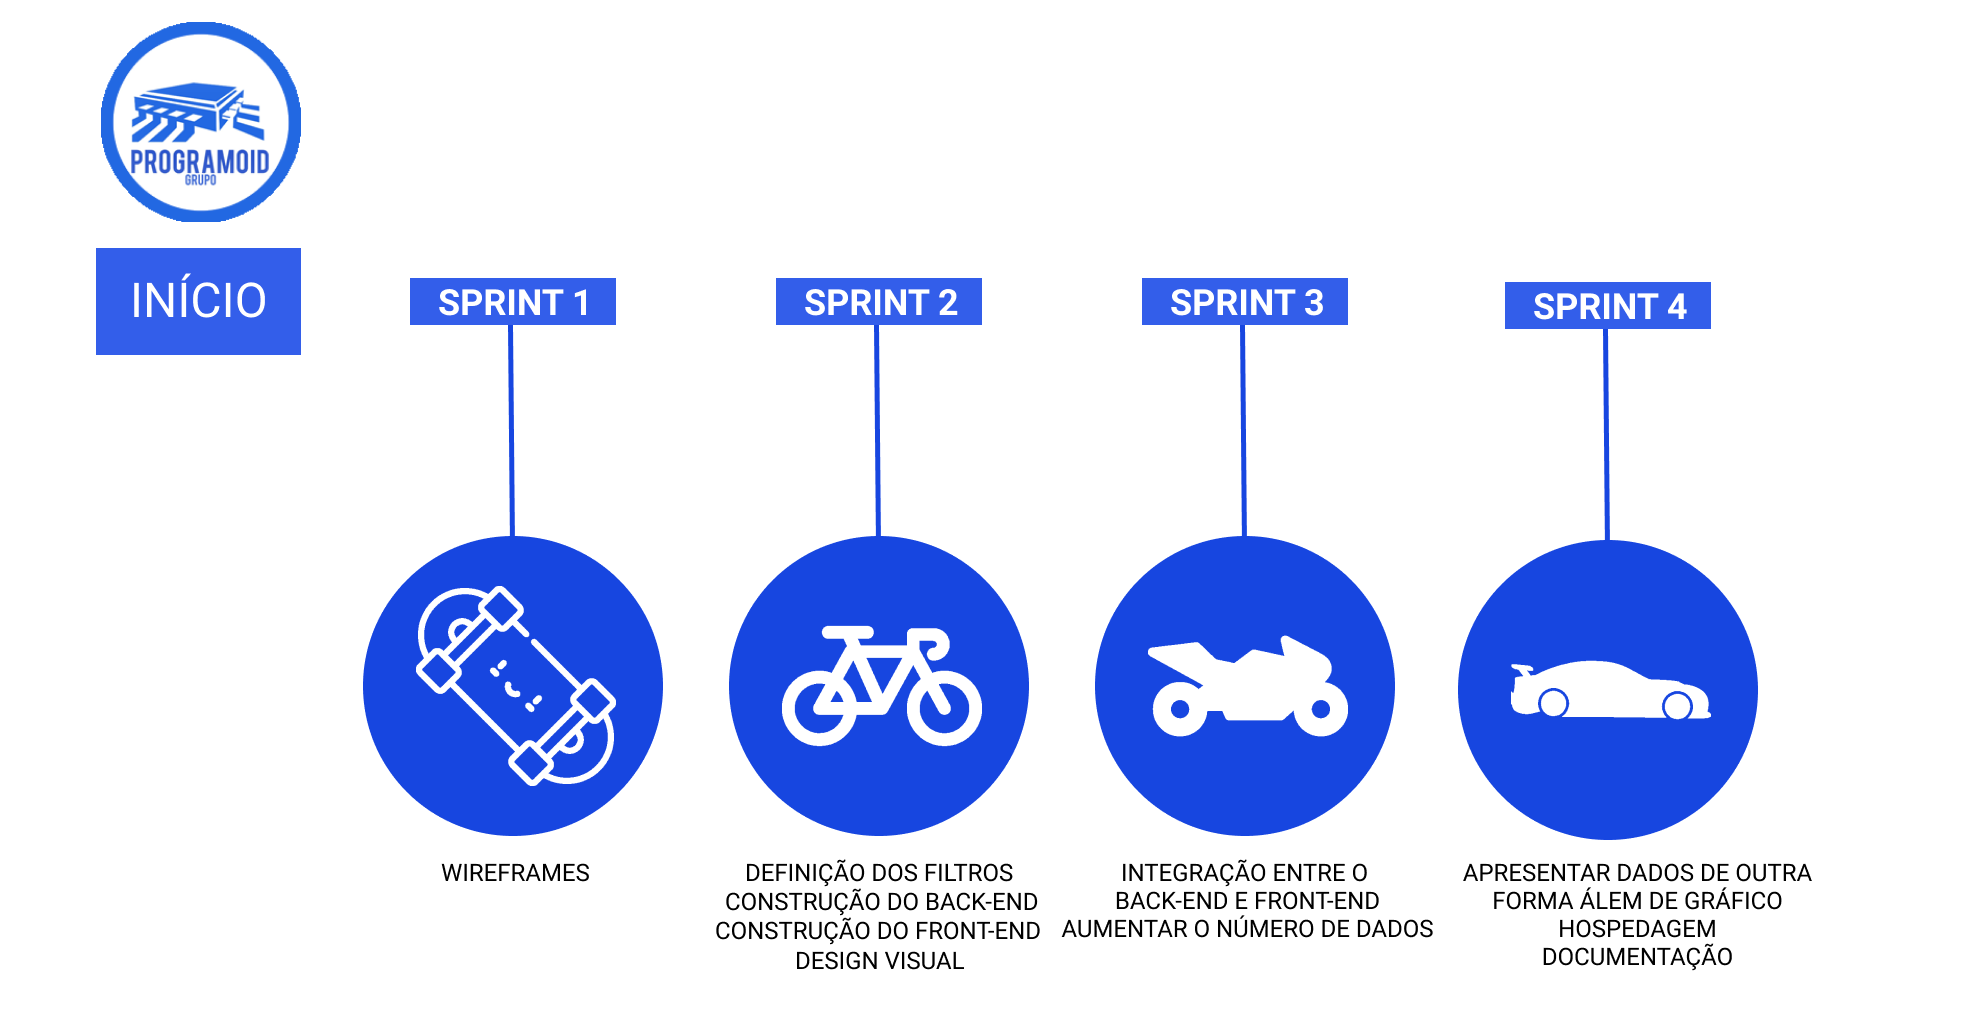 PROGRAMOID
GRUPO
INÍCIO
SPRINT 1
SPRINT 2
SPRINT 3
SPRINT 4
WIREFRAMES
DEFINIÇÃO DOS FILTROS
CONSTRUÇÃO DO BACK-END
CONSTRUÇÃO DO FRONT-END
DESIGN VISUAL
INTEGRAÇÃO ENTRE O
BACK-END E FRONT-END
AUMENTAR O NÚMERO DE DADOS
APRESENTAR DADOS DE OUTRA
FORMA ÁLEM DE GRÁFICO
HOSPEDAGEM
DOCUMENTAÇÃO